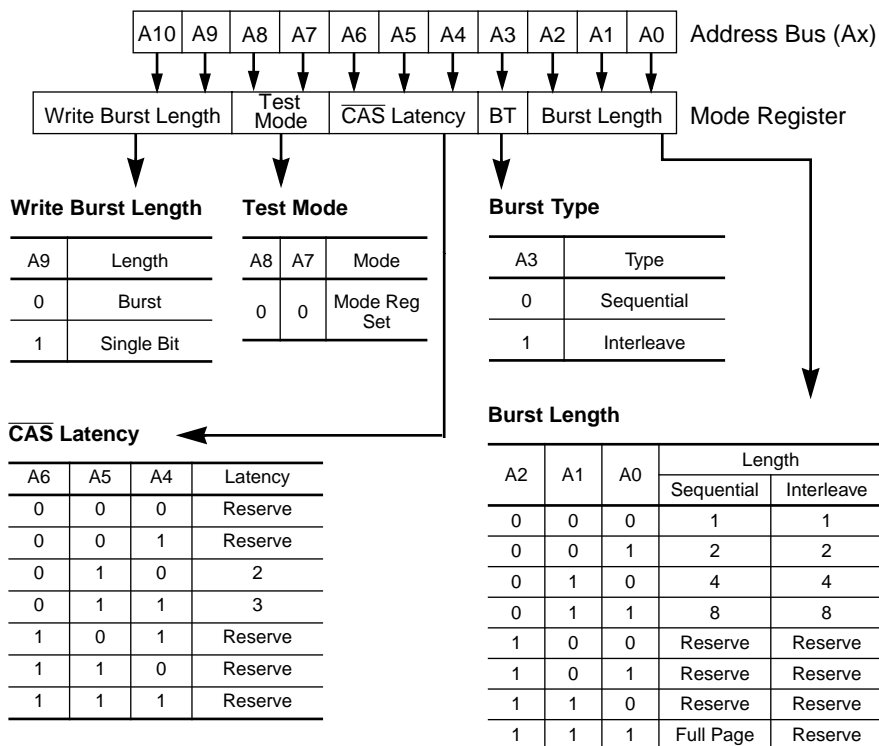 A10 A9 A8 A7 A6 A5 A4 A3 A2 A1 A0 Address Bus (Ax)
Write Burst Length Test Mode CAS Latency BT Burst Length Mode Register
Write Burst Length
A9 Length
0 Burst
1 Single Bit
Test Mode
A8 A7 Mode
0 0 Mode Reg
Set
Burst Type
A3 Type
0 Sequential
1 Interleave
CAS Latency
A6 A5 A4 Latency
0 0 0 Reserve
0 0 1 Reserve
0 1 0 2
0 1 1 3
1 0 1 Reserve
1 1 0 Reserve
1 1 1 Reserve
Burst Length
A2 A1 A0 Length
Sequential Interleave
0 0 0 1 1
0 0 1 2 2
0 1 0 4 4
0 1 1 8 8
1 0 0 Reserve Reserve
1 0 1 Reserve Reserve
1 1 0 Reserve Reserve
1 1 1 Full Page Reserve